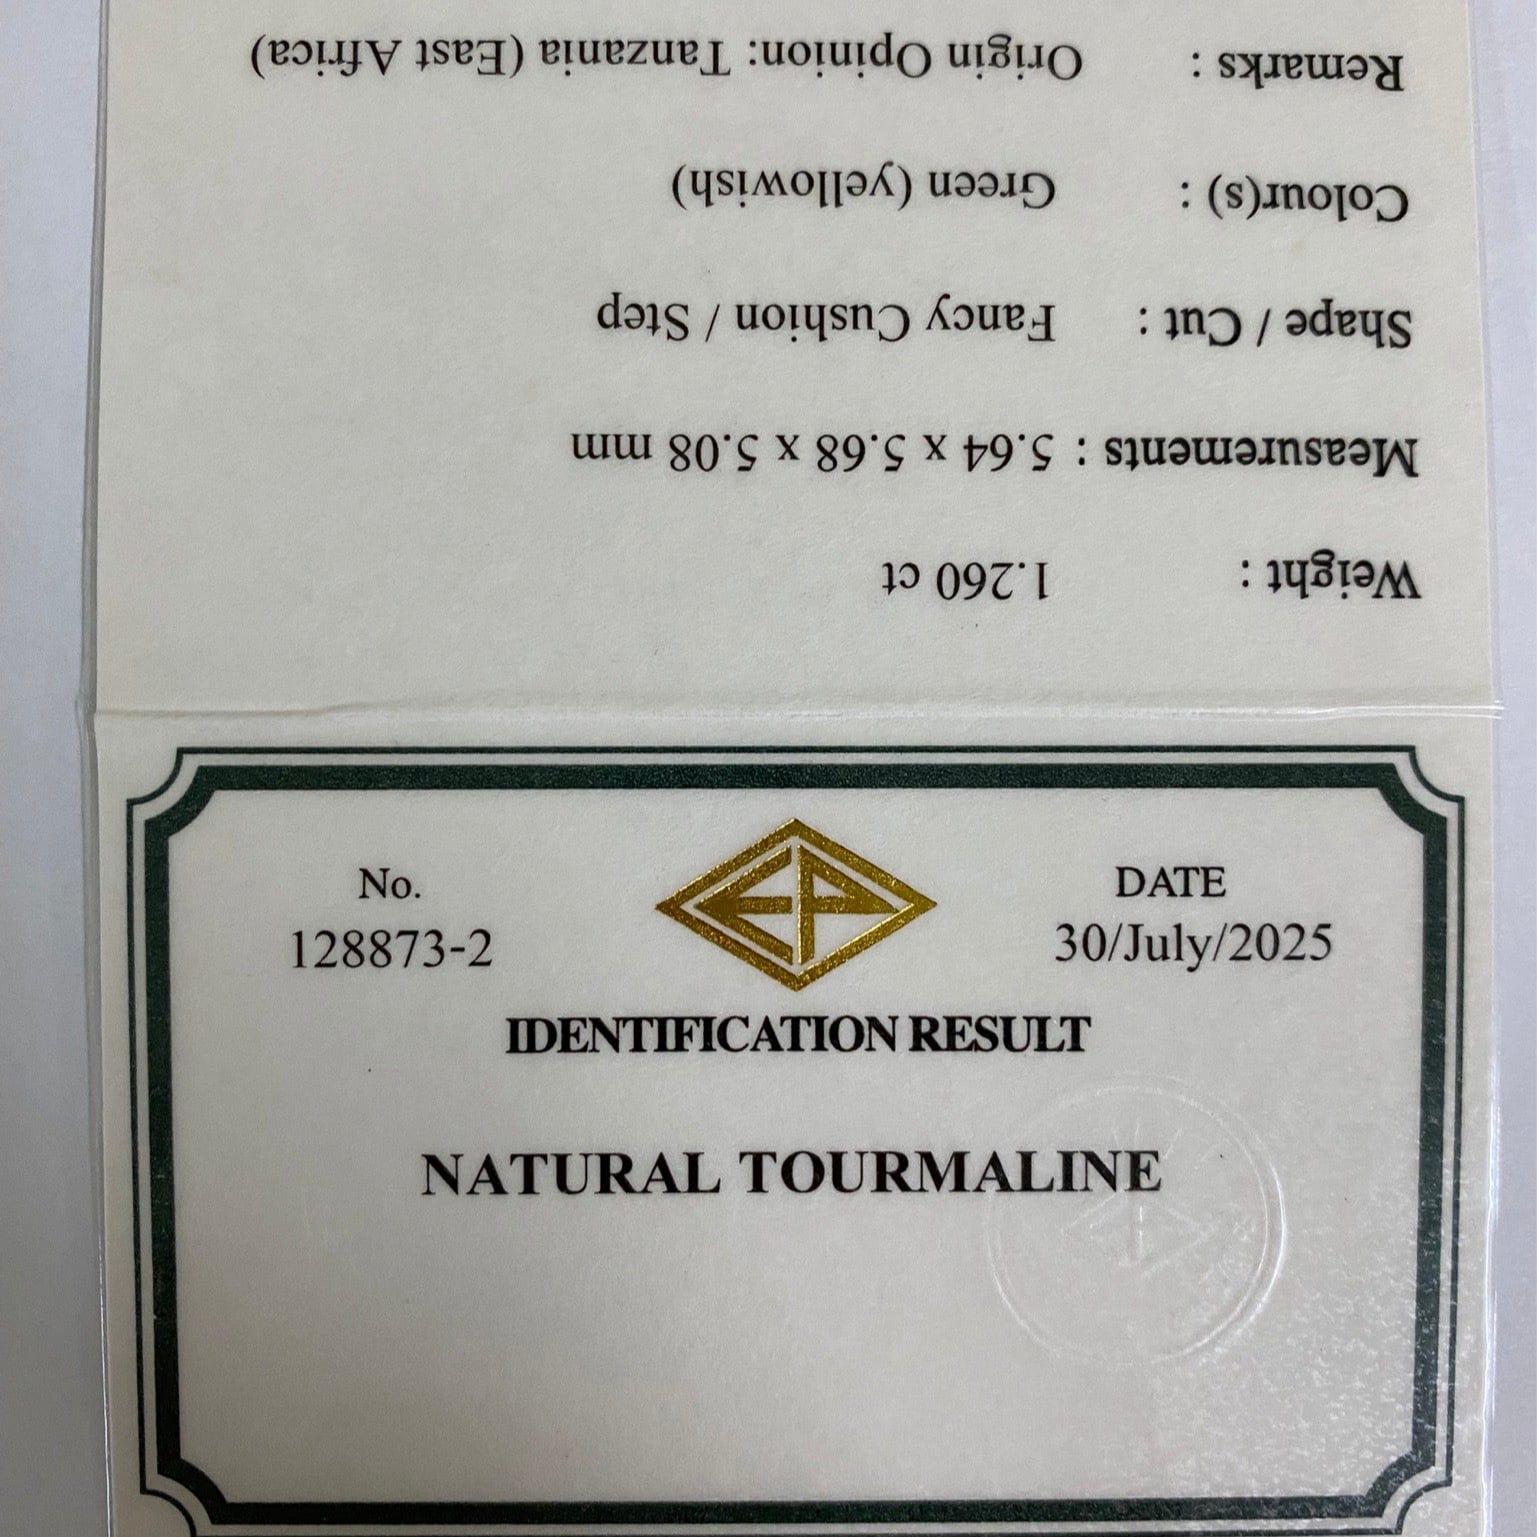 Weight : 1.260 ct
Measurements : 5.64 x 5.68 x 5.08 mm
Shape / Cut : Fancy Cushion / Step
Colour(s) : Green (yellowish)
Remarks : Origin Opinion: Tanzania (East Africa)
No.
128873-2
EP
DATE
30/July/2025
IDENTIFICATION RESULT
NATURAL TOURMALINE